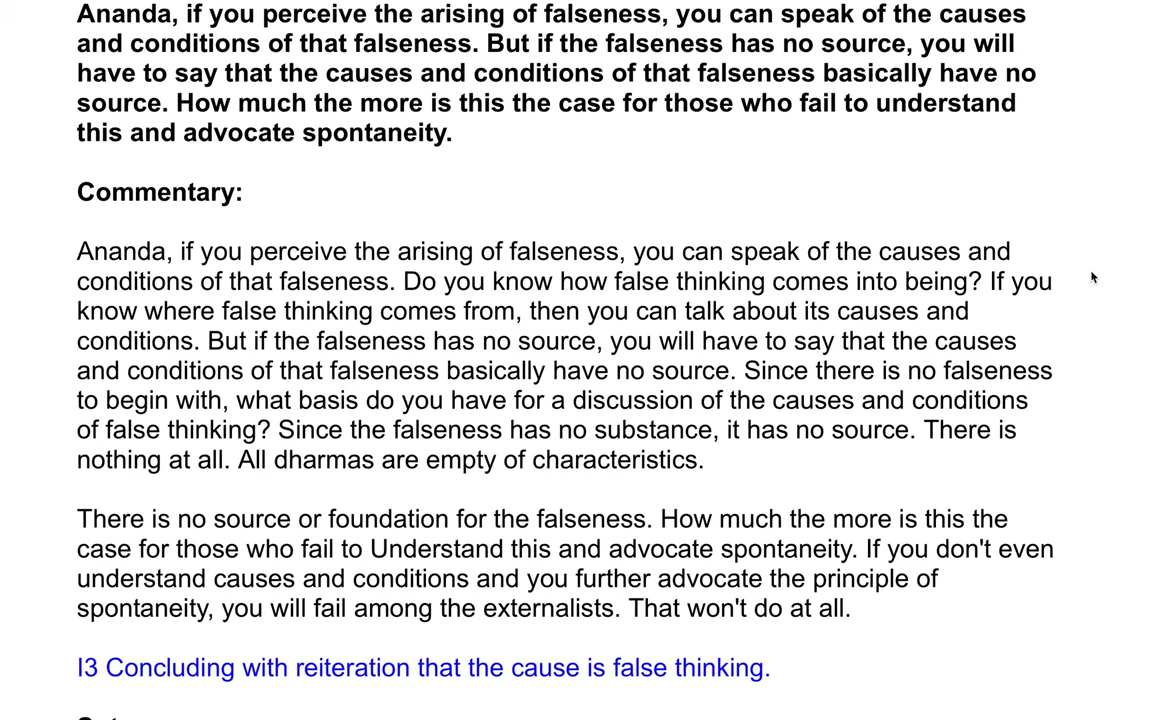 Ananda, if you perceive the arising of falseness, you can speak of the causes
and conditions of that falseness. But if the falseness has no source, you will
have to say that the causes and conditions of that falseness basically have no
source. How much the more is this the case for those who fail to understand
this and advocate spontaneity.
Commentary:
Ananda, if you perceive the arising of falseness, you can speak of the causes and
conditions of that falseness. Do you know how false thinking comes into being? If you
know where false thinking comes from, then you can talk about its causes and
conditions. But if the falseness has no source, you will have to say that the causes
and conditions of that falseness basically have no source. Since there is no falseness
to begin with, what basis do you have for a discussion of the causes and conditions
of false thinking? Since the falseness has no substance, it has no source. There is
nothing at all. All dharmas are empty of characteristics.
There is no source or foundation for the falseness. How much the more is this the
case for those who fail to Understand this and advocate spontaneity. If you don't even
understand causes and conditions and you further advocate the principle of
spontaneity, you will fail among the externalists. That won't do at all.
I3 Concluding with reiteration that the cause is false thinking.